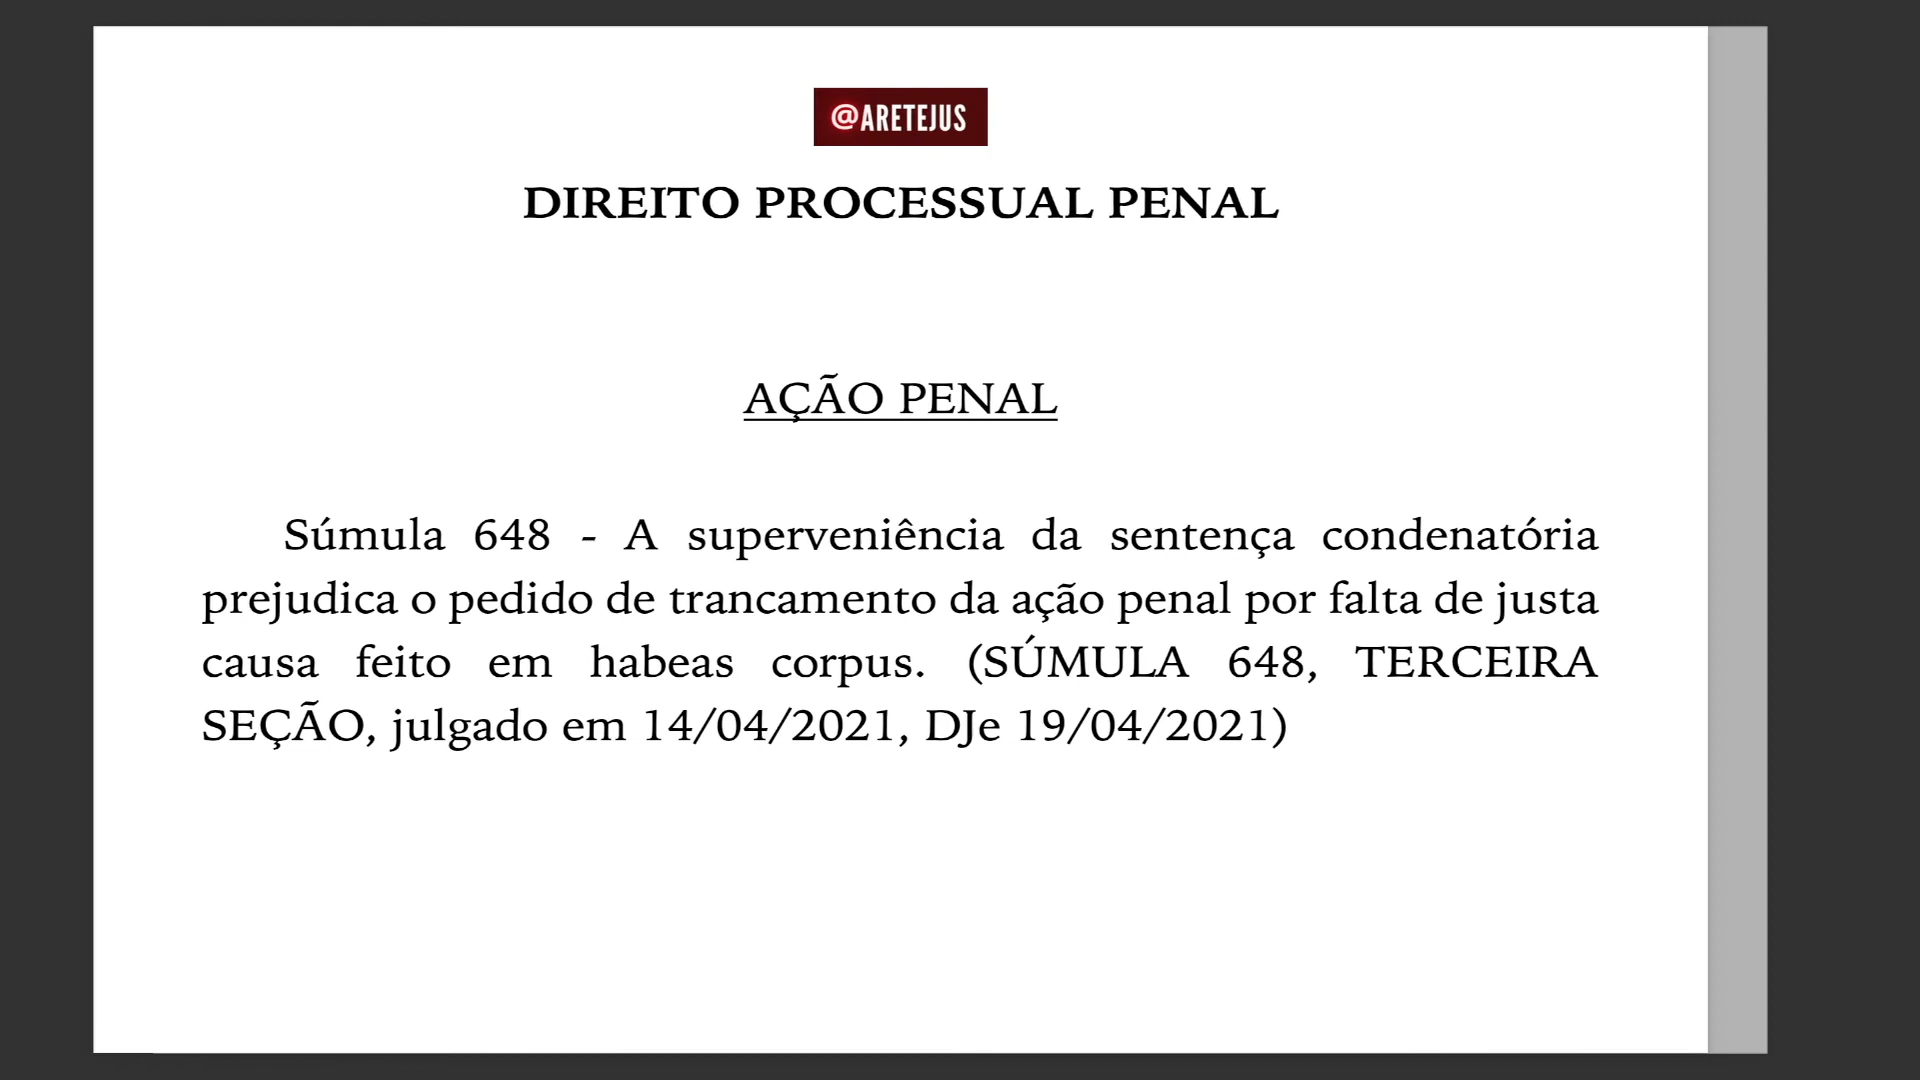 @ARETEJUS
DIREITO PROCESSUAL PENAL
AÇÃO PENAL
Súmula 648 - A superveniência da sentença condenatória
prejudica o pedido de trancamento da ação penal por falta de justa
causa feito em habeas corpus. (SÚMULA 648, TERCEIRA
SEÇÃO, julgado em 14/04/2021, DJe 19/04/2021)